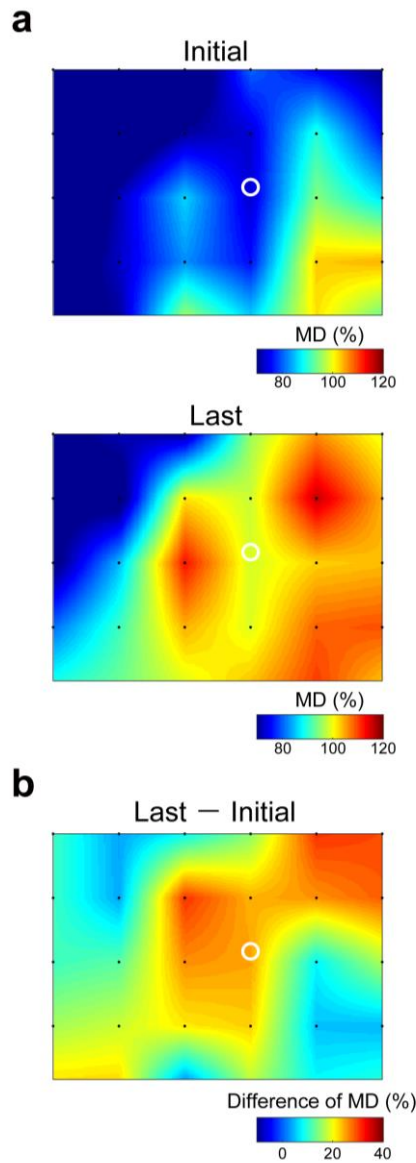 a
Initial
MD (%)
80 100 120
Last
MD (%)
80 100 120
b
Last — Initial
Difference of MD (%)
0 20 40